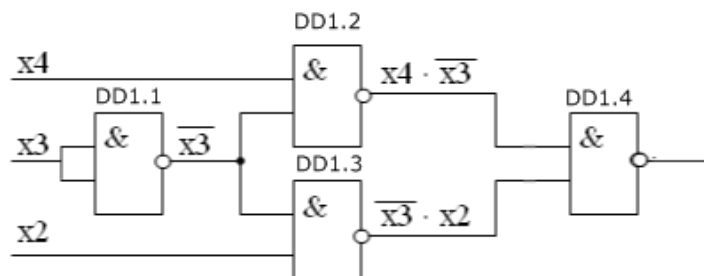 DD1.2
x4
&
x4 · x̅3̅
DD1.1
DD1.4
x3
&
x̅3̅
&
DD1.3
&
x̅3̅ · x2
x2